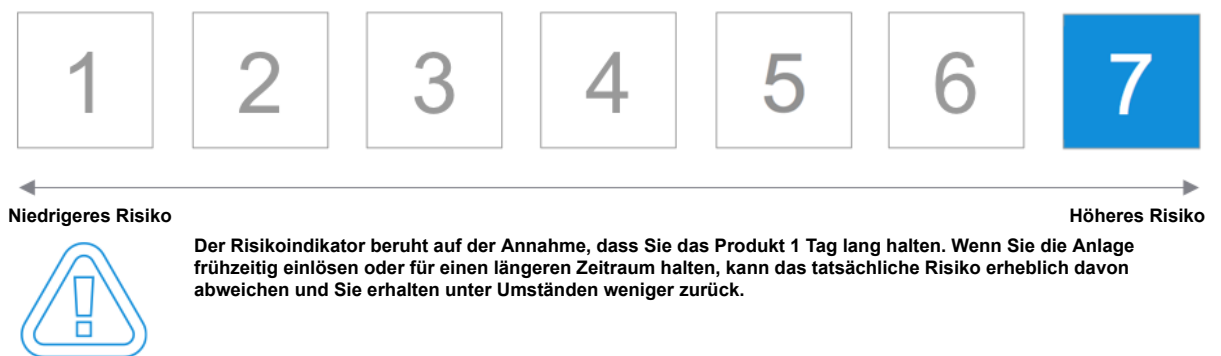 1 2 3 4 5 6 7
Niedrigeres Risiko Höheres Risiko
Der Risikoindikator beruht auf der Annahme, dass Sie das Produkt 1 Tag lang halten. Wenn Sie die Anlage
frühzeitig einlösen oder für einen längeren Zeitraum halten, kann das tatsächliche Risiko erheblich davon
abweichen und Sie erhalten unter Umständen weniger zurück.